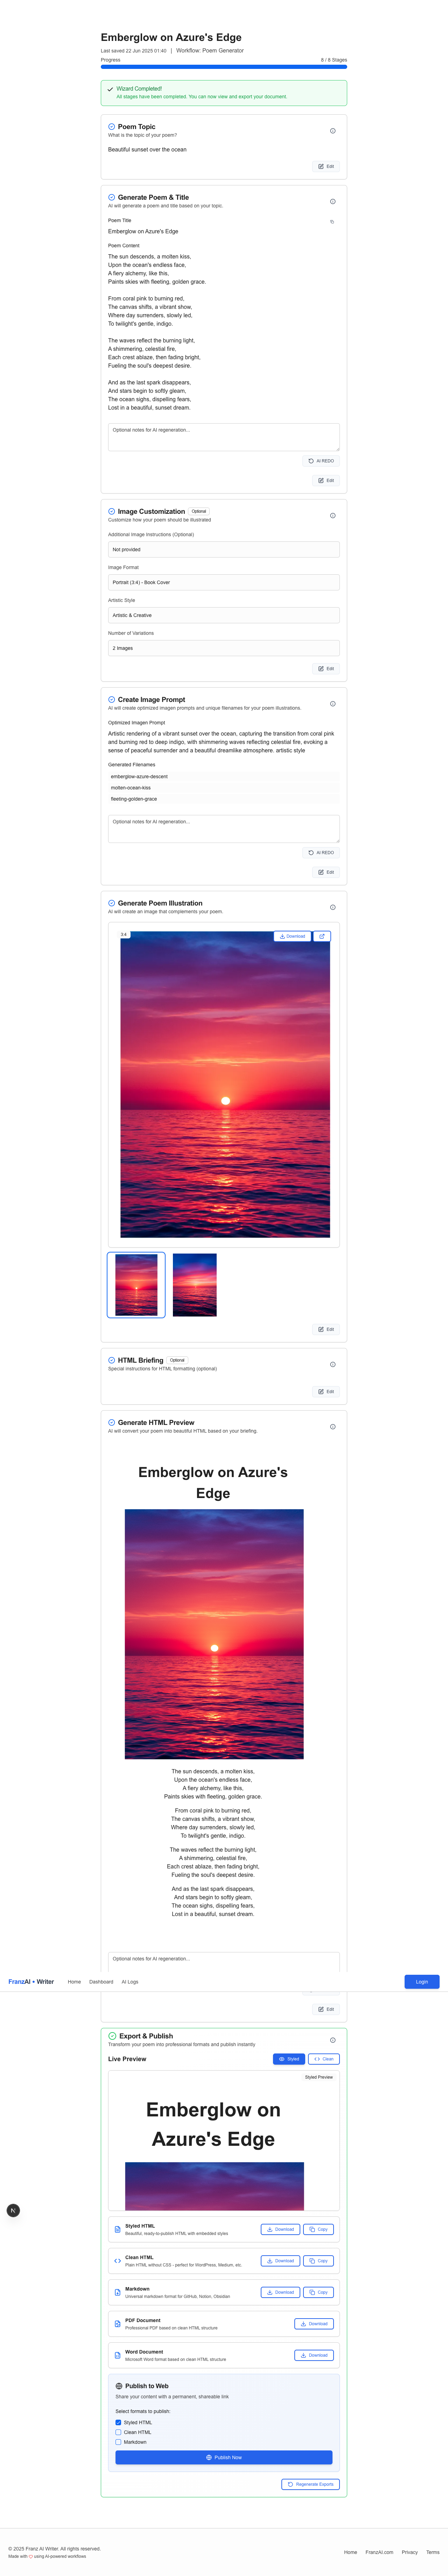 Emberglow on Azure's Edge
Last saved 22 Jun 2025 01:40 | Workflow: Poem Generator
Progress 8 / 8 Stages
Wizard Completed!
All stages have been completed. You can now view and export your document.
Poem Topic
What is the topic of your poem?
Beautiful sunset over the ocean
Edit
Generate Poem & Title
AI will generate a poem and title based on your topic.
Poem Title
Emberglow on Azure's Edge
Poem Content
The sun descends, a molten kiss,
Upon the ocean's endless face,
A fiery alchemy, like this,
Paints skies with fleeting, golden grace.
From coral pink to burning red,
The canvas shifts, a vibrant show,
Where day surrenders, slowly led,
To twilight's gentle, indigo.
The waves reflect the burning light,
A shimmering, celestial fire,
Each crest ablaze, then fading bright,
Fueling the soul's deepest desire.
And as the last spark disappears,
And stars begin to softly gleam,
The ocean sighs, dispelling fears,
Lost in a beautiful, sunset dream.
Optional notes for AI regeneration...
AI REDO
Edit
Image Customization Optional
Customize how your poem should be illustrated
Additional Image Instructions (Optional)
Not provided
Image Format
Portrait (3:4) - Book Cover
Artistic Style
Artistic & Creative
Number of Variations
2 Images
Edit
Create Image Prompt
AI will create optimized imagen prompts and unique filenames for your poem illustrations.
Optimized Imagen Prompt
Artistic rendering of a vibrant sunset over the ocean, capturing the transition from coral pink
and burning red to deep indigo, with shimmering waves reflecting celestial fire, evoking a
sense of peaceful surrender and a beautiful dreamlike atmosphere. artistic style
Generated Filenames
emberglow-azure-descent
molten-ocean-kiss
fleeting-golden-grace
Optional notes for AI regeneration...
AI REDO
Edit
Generate Poem Illustration
AI will create an image that complements your poem.
3:4 Download
Edit
HTML Briefing Optional
Special instructions for HTML formatting (optional)
Edit
Generate HTML Preview
AI will convert your poem into beautiful HTML based on your briefing.
Emberglow on Azure's
Edge
The sun descends, a molten kiss,
Upon the ocean's endless face,
A fiery alchemy, like this,
Paints skies with fleeting, golden grace.
From coral pink to burning red,
The canvas shifts, a vibrant show,
Where day surrenders, slowly led,
To twilight's gentle, indigo.
The waves reflect the burning light,
A shimmering, celestial fire,
Each crest ablaze, then fading bright,
Fueling the soul's deepest desire.
And as the last spark disappears,
And stars begin to softly gleam,
The ocean sighs, dispelling fears,
Lost in a beautiful, sunset dream.
Optional notes for AI regeneration...
FranzAI • Writer Home Dashboard AI Logs Login
Edit
Export & Publish
Transform your poem into professional formats and publish instantly
Live Preview Styled Clean
Styled Preview
Emberglow on
Azure's Edge
N
Styled HTML
Beautiful, ready-to-publish HTML with embedded styles
Download Copy
Clean HTML
Plain HTML without CSS - perfect for WordPress, Medium, etc.
Download Copy
Markdown
Universal markdown format for GitHub, Notion, Obsidian
Download Copy
PDF Document
Professional PDF based on clean HTML structure
Download
Word Document
Microsoft Word format based on clean HTML structure
Download
Publish to Web
Share your content with a permanent, shareable link
Select formats to publish:
Styled HTML
Clean HTML
Markdown
Publish Now
Regenerate Exports
© 2025 Franz AI Writer. All rights reserved.
Made with using AI-powered workflows
Home FranzAI.com Privacy Terms